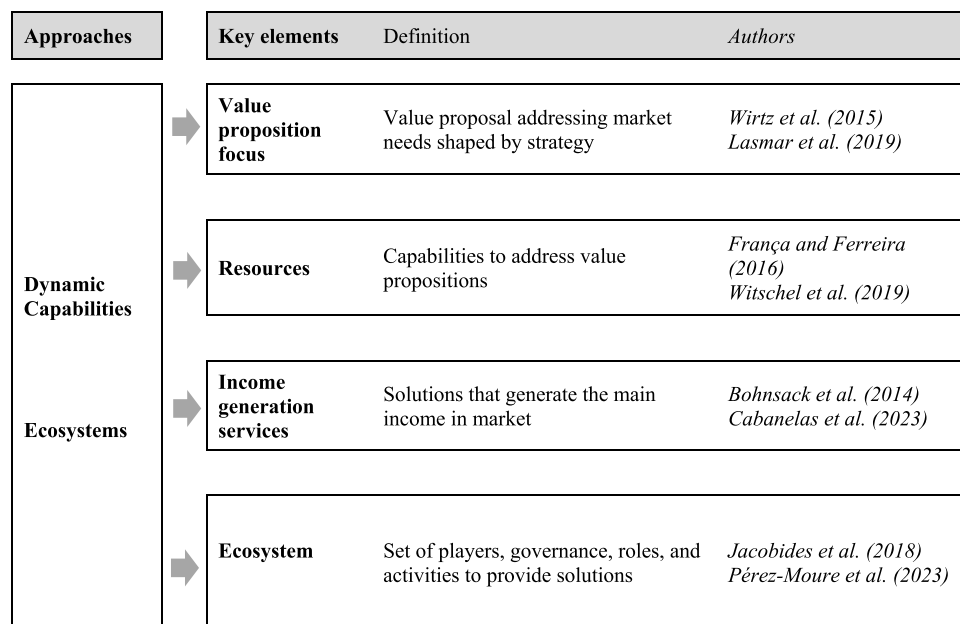 Approaches
Key elements Definition Authors
Dynamic
Capabilities
Ecosystems
Value
proposition
focus
Value proposal addressing market
needs shaped by strategy
Wirtz et al. (2015)
Lasmar et al. (2019)
Resources
Capabilities to address value
propositions
França and Ferreira
(2016)
Witschel et al. (2019)
Income
generation
services
Solutions that generate the main
income in market
Bohnsack et al. (2014)
Cabanelas et al. (2023)
Ecosystem
Set of players, governance, roles, and
activities to provide solutions
Jacobides et al. (2018)
Pérez-Moure et al. (2023)